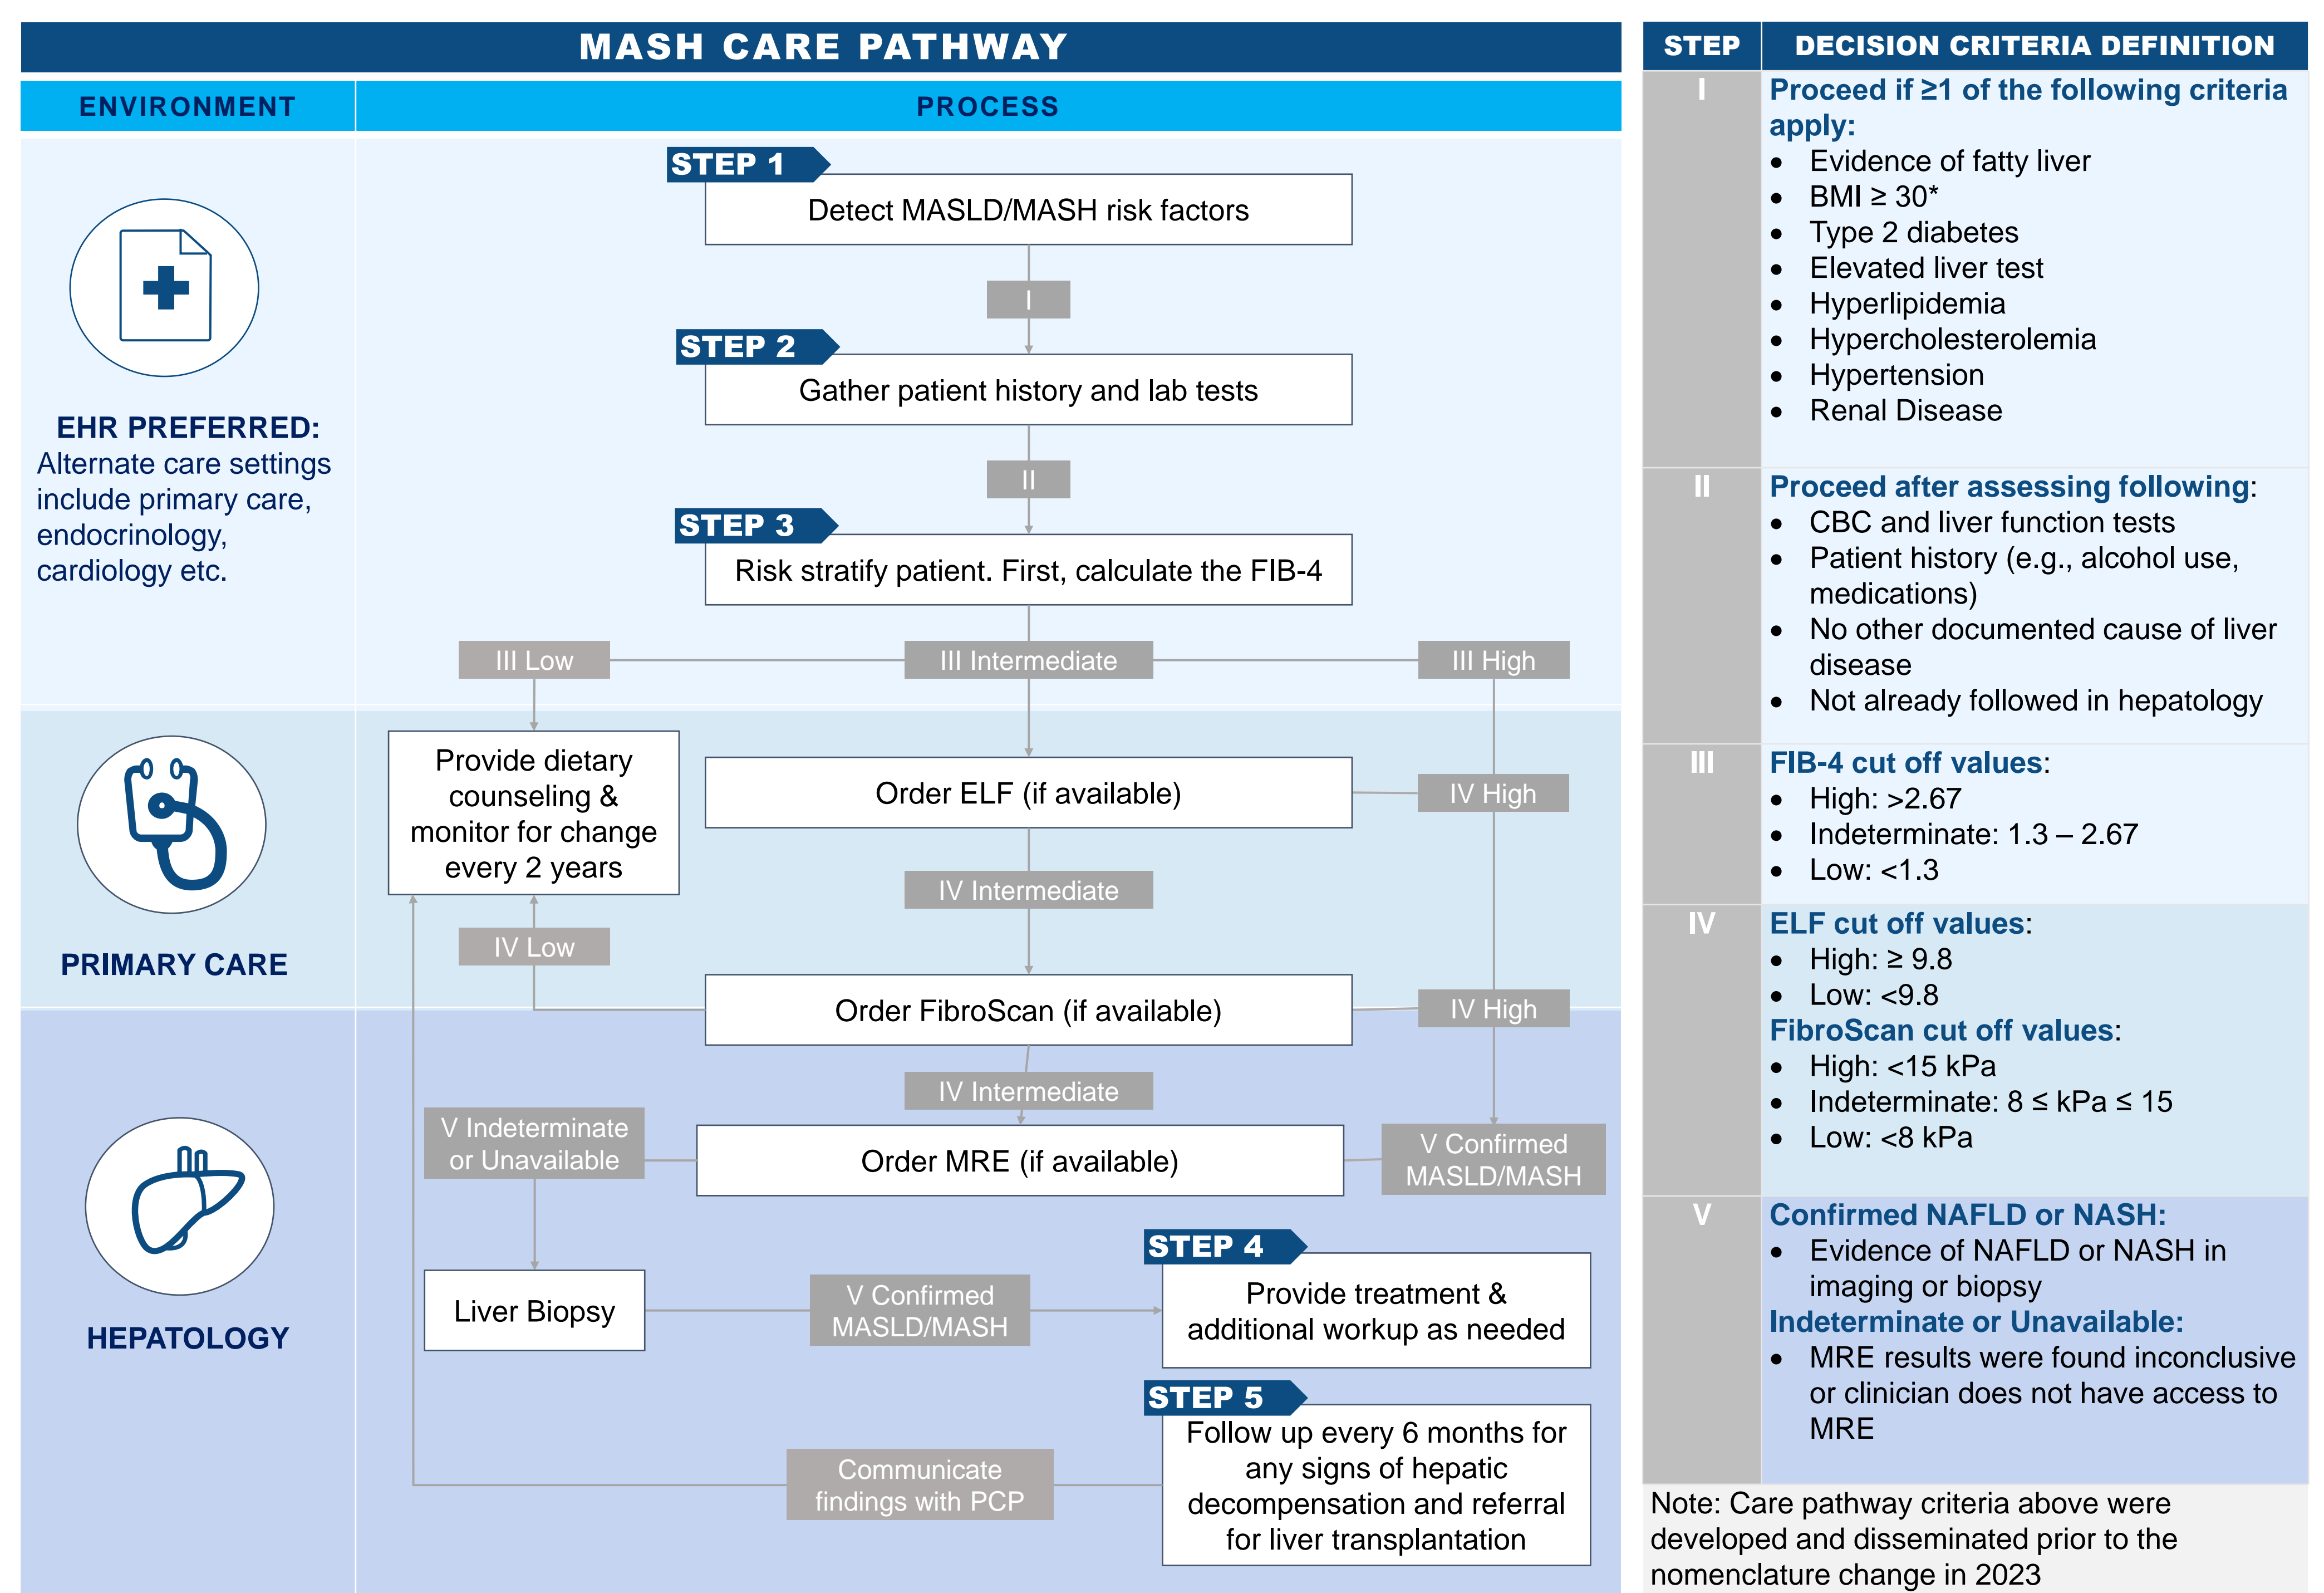 MASH CARE PATHWAY
ENVIRONMENT
PROCESS
EHR PREFERRED:
Alternate care settings
include primary care,
endocrinology,
cardiology etc.
STEP 1
Detect MASLD/MASH risk factors
I
STEP 2
Gather patient history and lab tests
II
STEP 3
Risk stratify patient. First, calculate the FIB-4
III Low
III Intermediate
III High
PRIMARY CARE
Provide dietary
counseling &
monitor for change
every 2 years
Order ELF (if available)
IV High
IV Intermediate
IV Low
Order FibroScan (if available)
IV High
HEPATOLOGY
IV Intermediate
V Indeterminate
or Unavailable
Order MRE (if available)
V Confirmed
MASLD/MASH
Liver Biopsy
V Confirmed
MASLD/MASH
STEP 4
Provide treatment &
additional workup as needed
STEP 5
Follow up every 6 months for
any signs of hepatic
decompensation and referral
for liver transplantation
Communicate
findings with PCP
STEP
DECISION CRITERIA DEFINITION
I
Proceed if ≥1 of the following criteria
apply:
• Evidence of fatty liver
• BMI ≥ 30*
• Type 2 diabetes
• Elevated liver test
• Hyperlipidemia
• Hypercholesterolemia
• Hypertension
• Renal Disease
II
Proceed after assessing following:
• CBC and liver function tests
• Patient history (e.g., alcohol use,
medications)
• No other documented cause of liver
disease
• Not already followed in hepatology
III
FIB-4 cut off values:
• High: >2.67
• Indeterminate: 1.3 – 2.67
• Low: <1.3
IV
ELF cut off values:
• High: ≥ 9.8
• Low: <9.8
FibroScan cut off values:
• High: <15 kPa
• Indeterminate: 8 ≤ kPa ≤ 15
• Low: <8 kPa
V
Confirmed NAFLD or NASH:
• Evidence of NAFLD or NASH in
imaging or biopsy
Indeterminate or Unavailable:
• MRE results were found inconclusive
or clinician does not have access to
MRE
Note: Care pathway criteria above were
developed and disseminated prior to the
nomenclature change in 2023